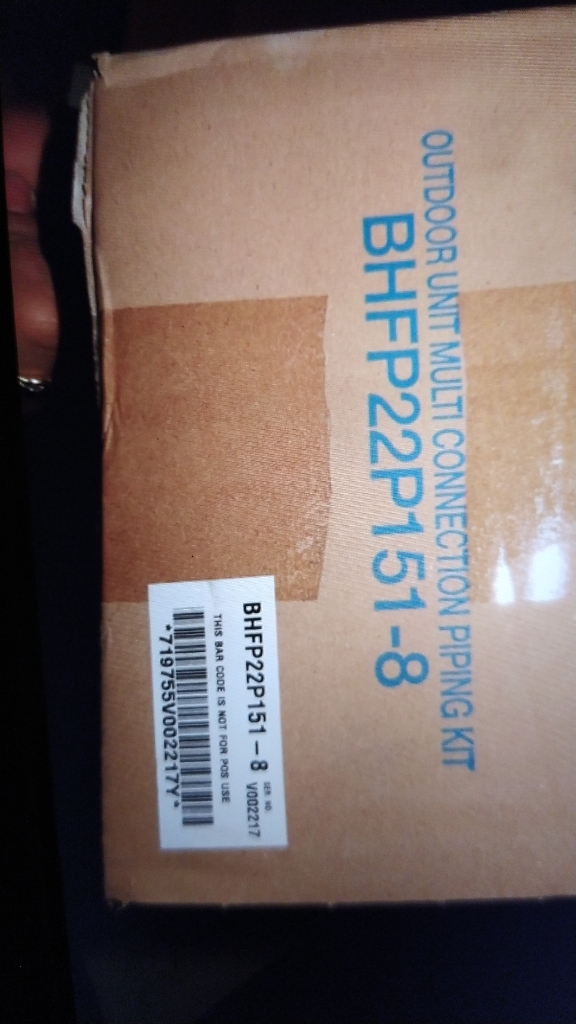 OUTDOOR UNIT MULTI CONNECTION PIPING KIT
BHFP22P151-8
BHFP22P151-8 SER. NO. V002217
THIS BAR CODE IS NOT FOR POS USE
*719755V002217Y*